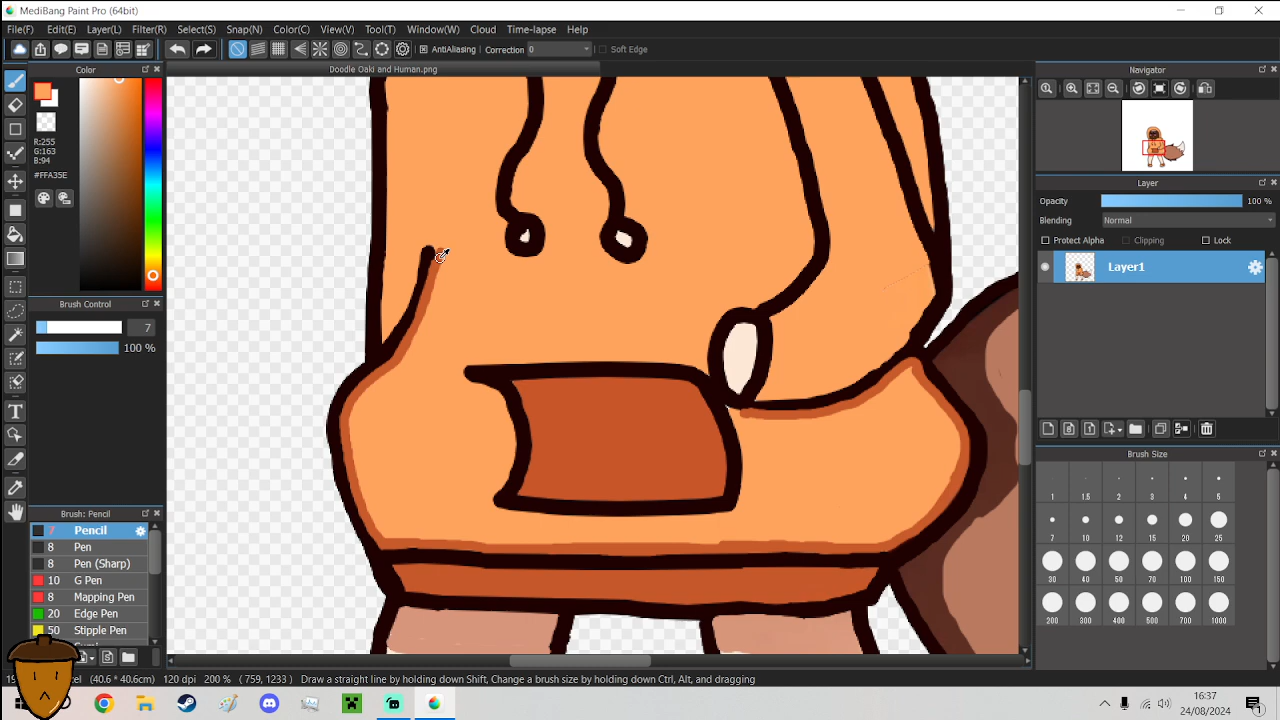 MediBang Paint Pro (64bit)
File(F) Edit(E) Layer(L) Filter(R) Select(S) Snap(N) Color(C) View(V) Tool(T) Window(W) Cloud Time-lapse Help
AntiAliasing Correction 0 Soft Edge
Color
Doodle Oaki and Human.png
Navigator
R:255
G:163
B:94
#FFA35E
Layer
Opacity 100 %
Blending Normal
Protect Alpha Clipping Lock
Layer1
Brush Control
7
100 %
Brush Size
1 1.5 2 3 4 5
7 10 12 15 20 25
30 40 50 70 100 150
200 300 400 500 700 1000
Brush: Pencil
7 Pencil
8 Pen
8 Pen (Sharp)
10 G Pen
8 Mapping Pen
20 Edge Pen
50 Stipple Pen
(40.6 * 40.6cm) 120 dpi 200 % ( 759, 1233 ) Draw a straight line by holding down Shift, Change a brush size by holding down Ctrl, Alt, and dragging
16:37
24/08/2024
1